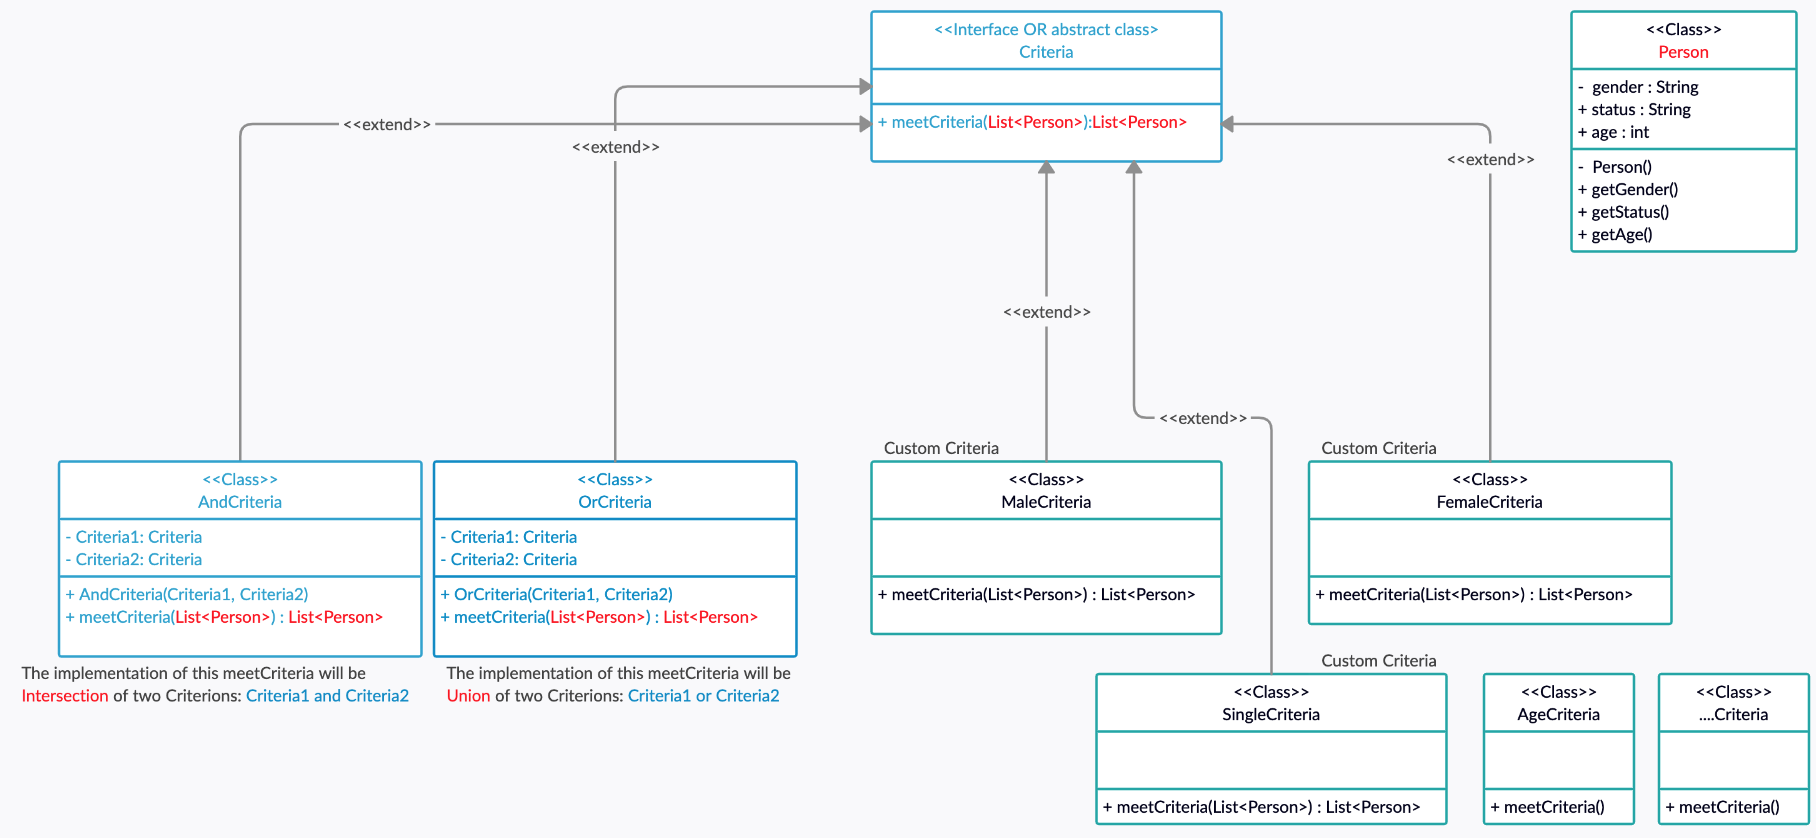 <<Interface OR abstract class>
Criteria
+ meetCriteria(List<Person>):List<Person>
<<Class>>
Person
- gender : String
+ status : String
+ age : int
- Person()
+ getGender()
+ getStatus()
+ getAge()
<<extend>>
<<extend>>
<<extend>>
<<extend>>
<<extend>>
<<Class>>
AndCriteria
- Criteria1: Criteria
- Criteria2: Criteria
+ AndCriteria(Criteria1, Criteria2)
+ meetCriteria(List<Person>) : List<Person>
The implementation of this meetCriteria will be
Intersection of two Criterions: Criteria1 and Criteria2
<<Class>>
OrCriteria
- Criteria1: Criteria
- Criteria2: Criteria
+ OrCriteria(Criteria1, Criteria2)
+ meetCriteria(List<Person>) : List<Person>
The implementation of this meetCriteria will be
Union of two Criterions: Criteria1 or Criteria2
Custom Criteria
<<Class>>
MaleCriteria
+ meetCriteria(List<Person>) : List<Person>
Custom Criteria
<<Class>>
FemaleCriteria
+ meetCriteria(List<Person>) : List<Person>
Custom Criteria
<<Class>>
SingleCriteria
+ meetCriteria(List<Person>) : List<Person>
<<Class>>
AgeCriteria
+ meetCriteria()
<<Class>>
....Criteria
+ meetCriteria()